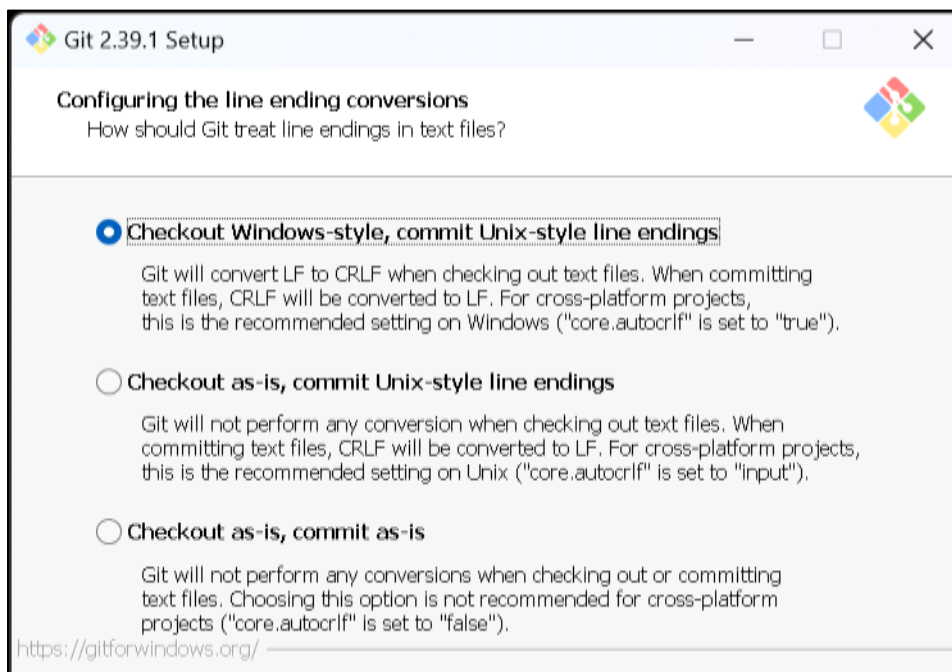 Git 2.39.1 Setup
Configuring the line ending conversions
How should Git treat line endings in text files?
Checkout Windows-style, commit Unix-style line endings
Git will convert LF to CRLF when checking out text files. When committing
text files, CRLF will be converted to LF. For cross-platform projects,
this is the recommended setting on Windows ("core.autocrlf" is set to "true").
Checkout as-is, commit Unix-style line endings
Git will not perform any conversion when checking out text files. When
committing text files, CRLF will be converted to LF. For cross-platform projects,
this is the recommended setting on Unix ("core.autocrlf" is set to "input").
Checkout as-is, commit as-is
Git will not perform any conversions when checking out or committing
text files. Choosing this option is not recommended for cross-platform
projects ("core.autocrlf" is set to "false").
https://gitforwindows.org/